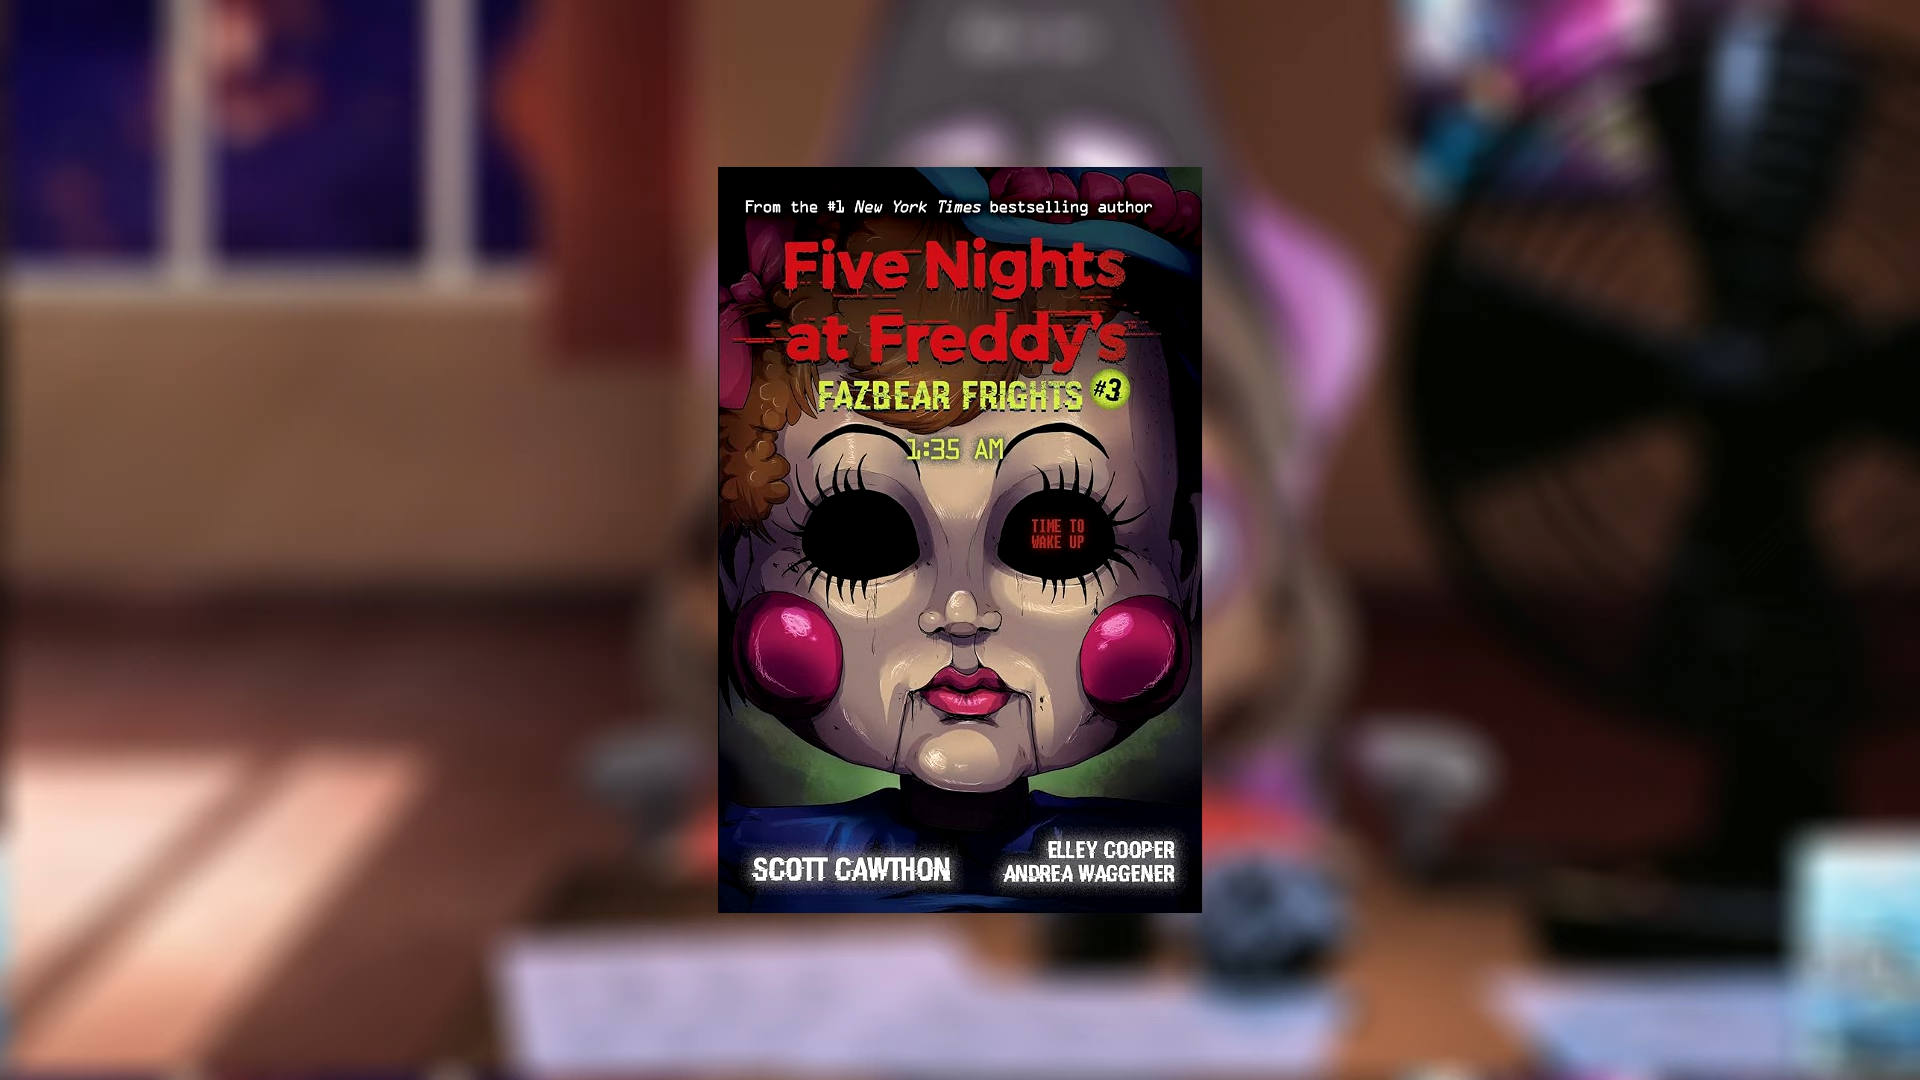 From the #1 New York Times bestselling author
Five Nights
at Freddy's™
FAZBEAR FRIGHTS #3
1:35 AM
TIME TO
WAKE UP
SCOTT CAWTHON
ELLEY COOPER
ANDREA WAGGENER